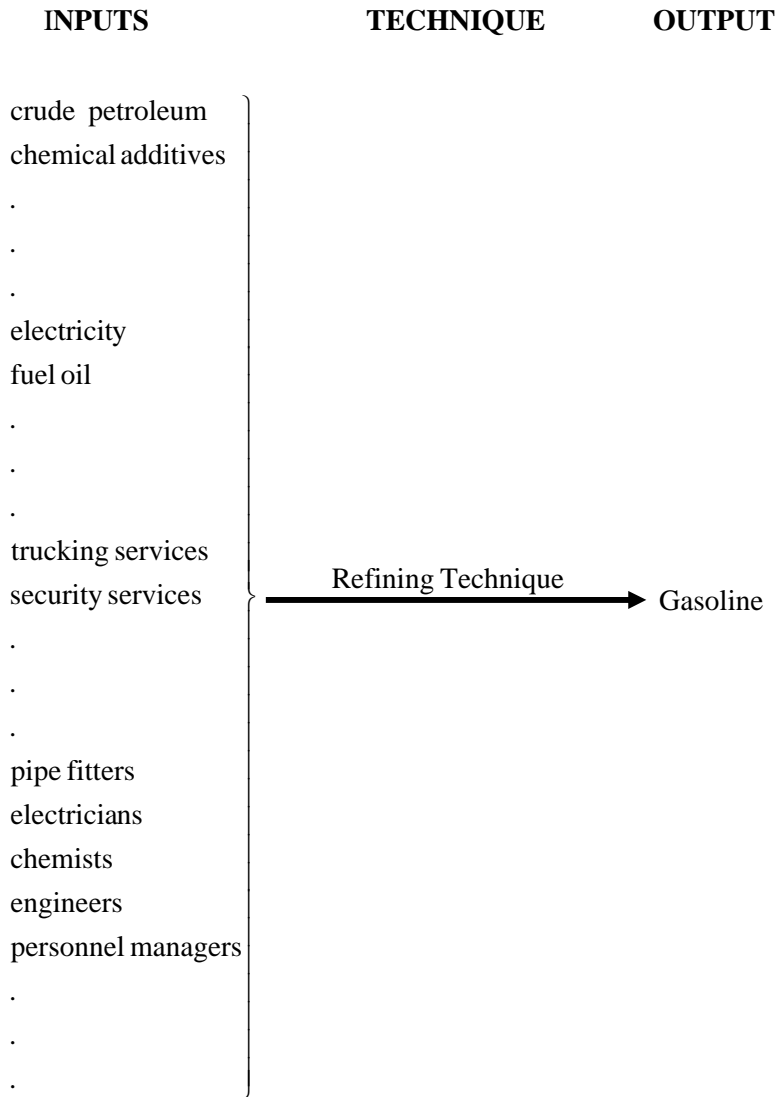 INPUTS TECHNIQUE OUTPUT
crude petroleum
chemical additives
.
.
.
electricity
fuel oil
.
.
.
trucking services
security services
Refining Technique
Gasoline
.
.
.
pipe fitters
electricians
chemists
engineers
personnel managers
.
.
.